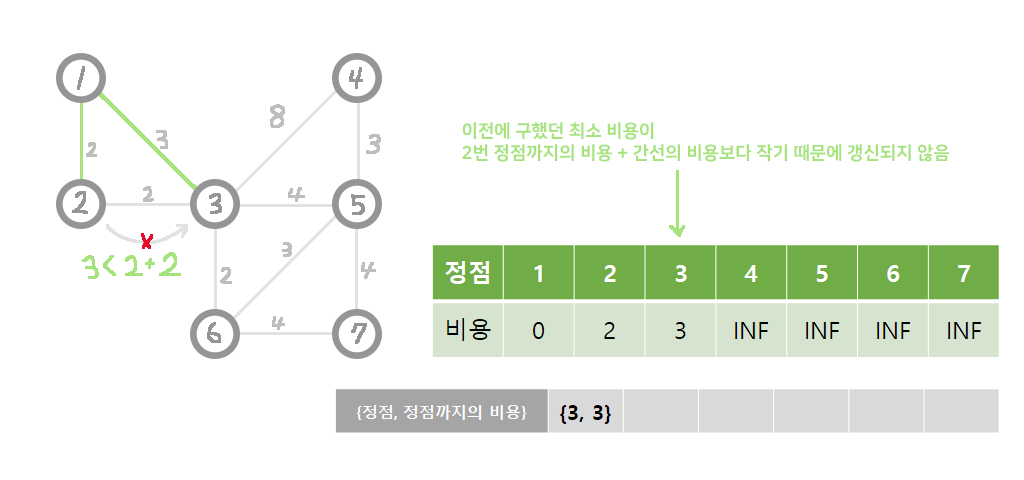 1
4
8
3
이전에 구했던 최소 비용이
2번 정점까지의 비용 + 간선의 비용보다 작기 때문에 갱신되지 않음
2
3
2
2
3
4
5
x
3 < 2+2
3
2
4
6
4
7
정점 1 2 3 4 5 6 7
비용 0 2 3 INF INF INF INF
{정점, 정점까지의 비용} {3, 3}